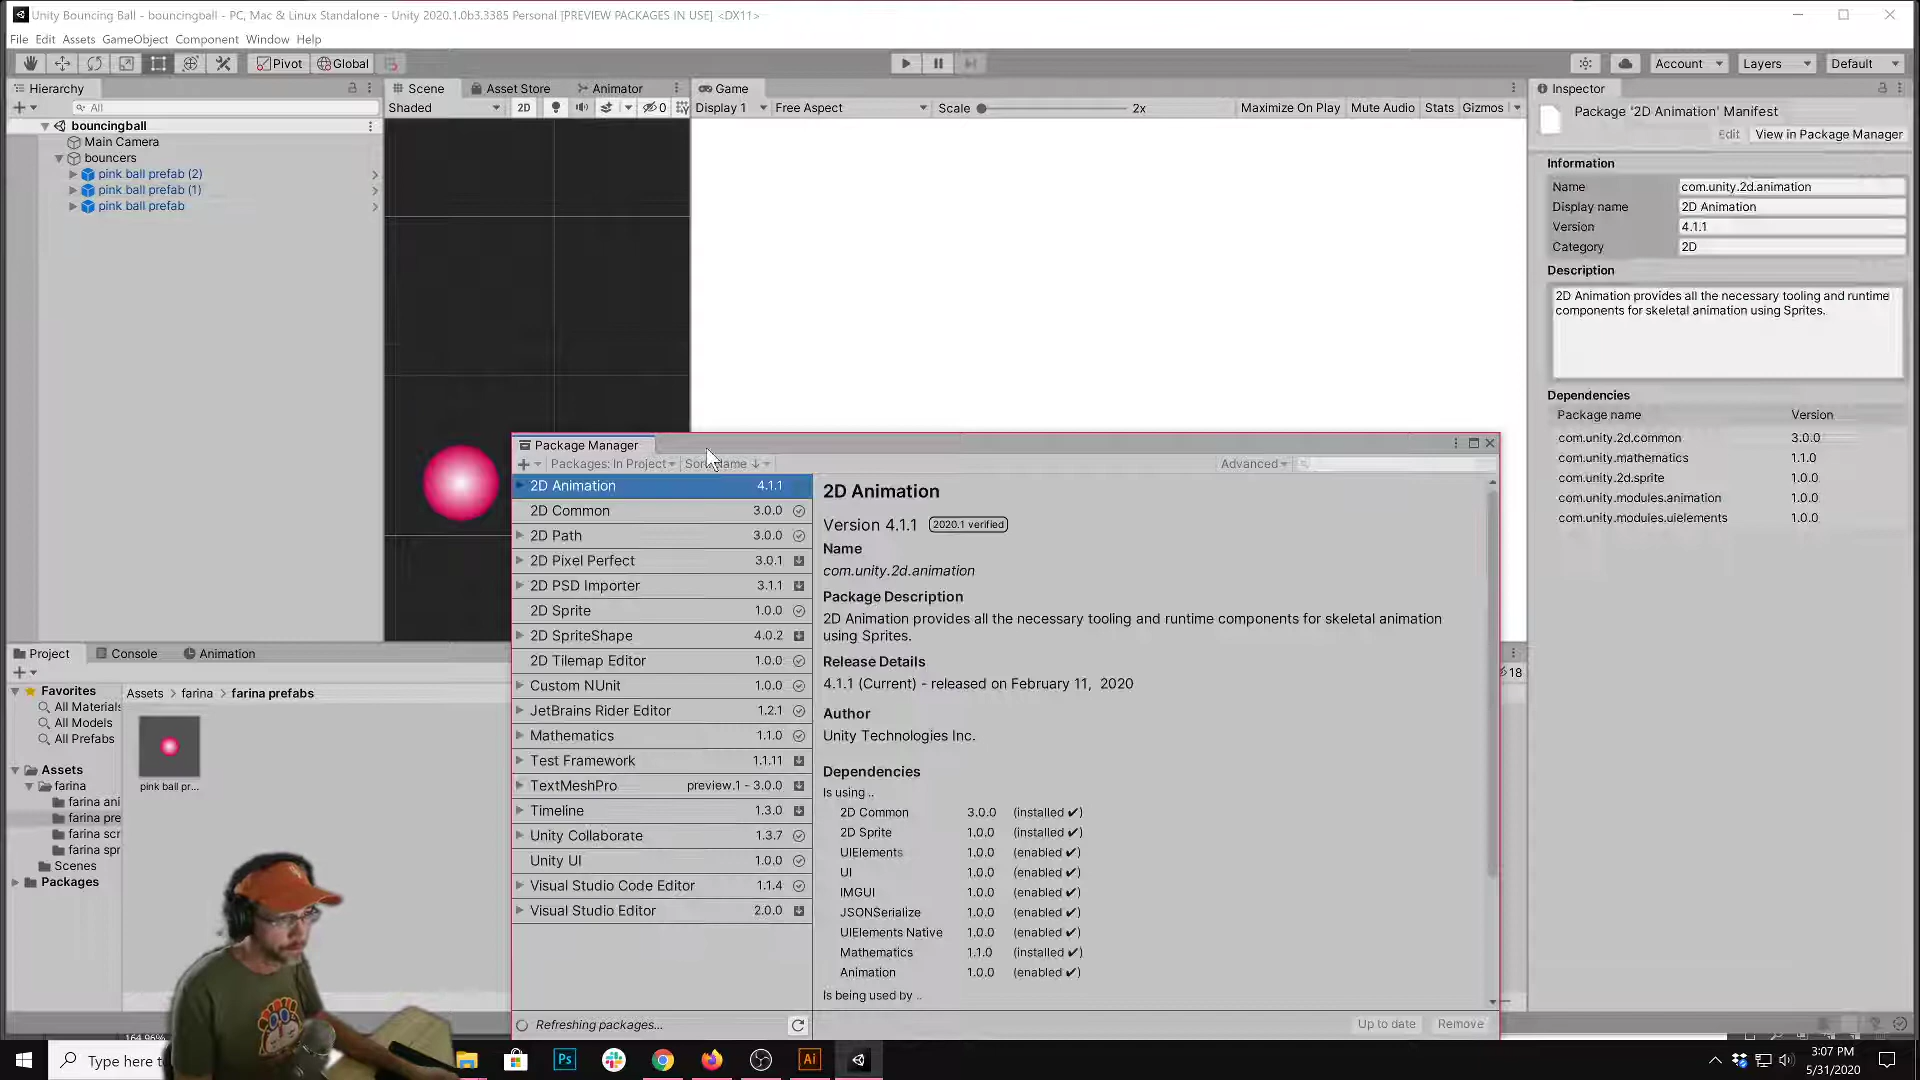 Unity Bouncing Ball - bouncingball - PC, Mac & Linux Standalone - Unity 2020.1.0b3.3385 Personal [PREVIEW PACKAGES IN USE] <DX11>
File Edit Assets GameObject Component Window Help
Pivot Global Account Layers Default
Hierarchy
All
bouncingball
Main Camera
bouncers
pink ball prefab (2)
pink ball prefab (1)
pink ball prefab
Scene Asset Store Animator
Shaded 2D 0
Game
Display 1 Free Aspect Scale 2x Maximize On Play Mute Audio Stats Gizmos
Inspector
Package '2D Animation' Manifest
Edit View in Package Manager
Information
Name com.unity.2d.animation
Display name 2D Animation
Version 4.1.1
Category 2D
Description
2D Animation provides all the necessary tooling and runtime
components for skeletal animation using Sprites.
Dependencies
Package name Version
com.unity.2d.common 3.0.0
com.unity.mathematics 1.1.0
com.unity.2d.sprite 1.0.0
com.unity.modules.animation 1.0.0
com.unity.modules.uielements 1.0.0
Package Manager
Packages: In Project Advanced
2D Animation 4.1.1
2D Common 3.0.0
2D Path 3.0.0
2D Pixel Perfect 3.0.1
2D PSD Importer 3.1.1
2D Sprite 1.0.0
2D SpriteShape 4.0.2
2D Tilemap Editor 1.0.0
Custom NUnit 1.0.0
JetBrains Rider Editor 1.2.1
Mathematics 1.1.0
Test Framework 1.1.11
TextMeshPro preview.1 - 3.0.0
Timeline 1.3.0
Unity Collaborate 1.3.7
Unity UI 1.0.0
Visual Studio Code Editor 1.1.4
Visual Studio Editor 2.0.0
Refreshing packages...
2D Animation
Version 4.1.1 2020.1 verified
Name
com.unity.2d.animation
Package Description
2D Animation provides all the necessary tooling and runtime components for skeletal animation
using Sprites.
Release Details
4.1.1 (Current) - released on February 11, 2020
Author
Unity Technologies Inc.
Dependencies
Is using ..
2D Common 3.0.0 (installed ✔)
2D Sprite 1.0.0 (installed ✔)
UIElements 1.0.0 (enabled ✔)
UI 1.0.0 (enabled ✔)
IMGUI 1.0.0 (enabled ✔)
JSONSerialize 1.0.0 (enabled ✔)
UIElements Native 1.0.0 (enabled ✔)
Mathematics 1.1.0 (installed ✔)
Animation 1.0.0 (enabled ✔)
Is being used by ..
Up to date Remove
Project Console Animation
18
Favorites
All Materials
All Models
All Prefabs
Assets
farina
farina ani
farina pre
farina scr
farina spr
Scenes
Packages
Assets > farina > farina prefabs
pink ball pr...
164.96%
Type here to
Ps
Ai
3:07 PM
5/31/2020